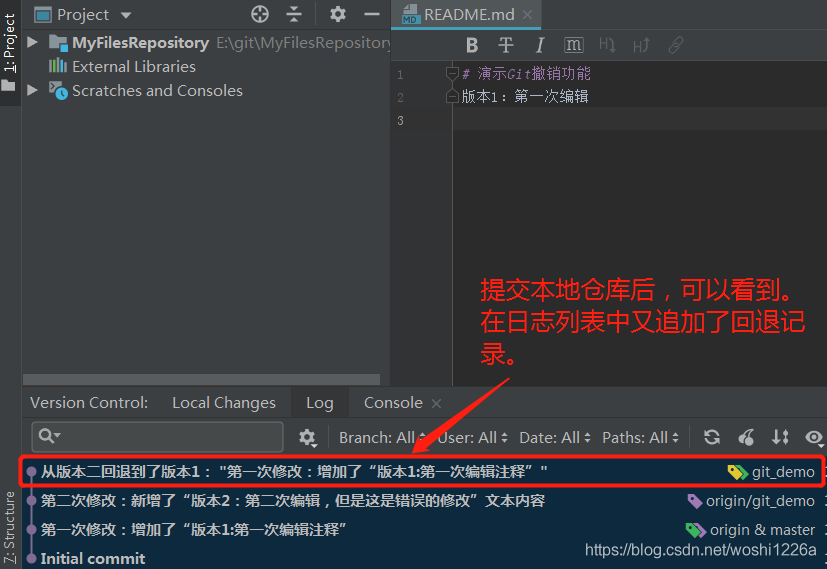 1: Project
Project
README.md
MD
MyFilesRepository E:\git\MyFilesRepository
External Libraries
Scratches and Consoles
B T I m H H
1 # 演示Git撤销功能
2 版本1：第一次编辑
3
提交本地仓库后，可以看到。
在日志列表中又追加了回退记
录。
Version Control: Local Changes Log Console
Branch: All User: All Date: All Paths: All
从版本二回退到了版本1： "第一次修改：增加了“版本1:第一次编辑注释” " git_demo
第二次修改：新增了“版本2：第二次编辑，但是这是错误的修改”文本内容 origin/git_demo
第一次修改：增加了“版本1:第一次编辑注释” origin & master
Initial commit
Z: Structure
https://blog.csdn.net/woshi1226a